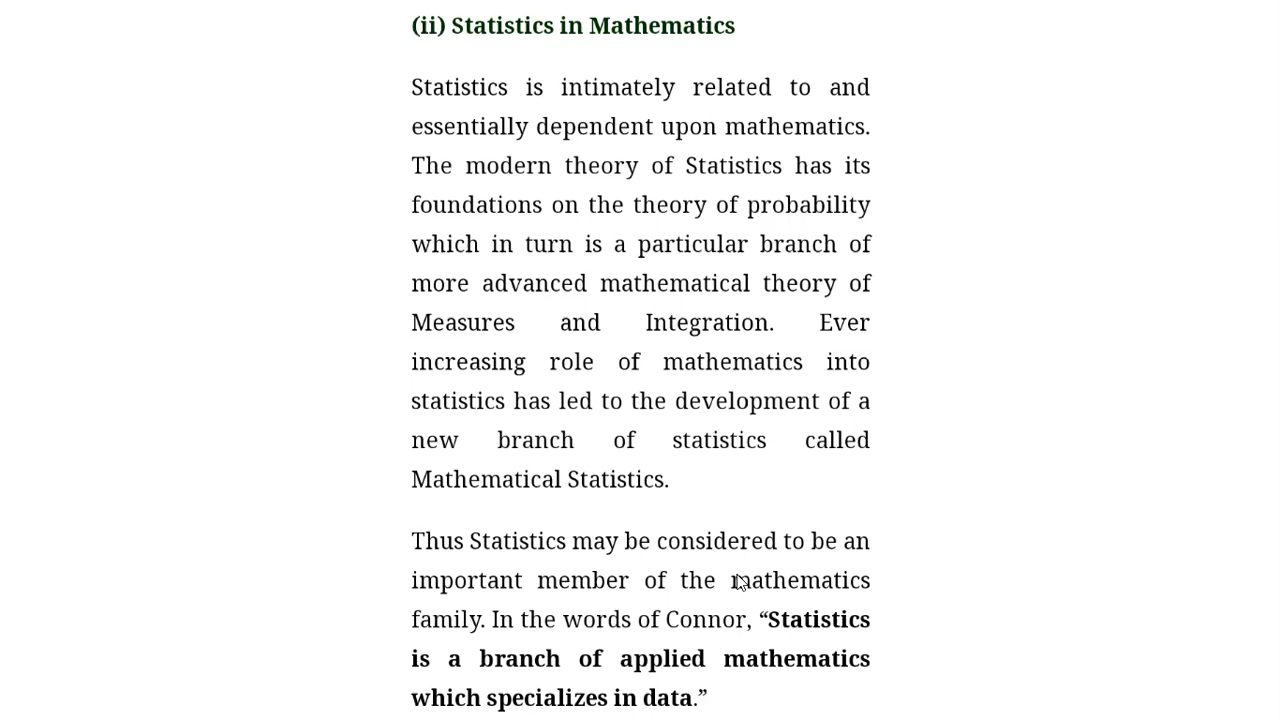 (ii) Statistics in Mathematics
Statistics is intimately related to and
essentially dependent upon mathematics.
The modern theory of Statistics has its
foundations on the theory of probability
which in turn is a particular branch of
more advanced mathematical theory of
Measures and Integration. Ever
increasing role of mathematics into
statistics has led to the development of a
new branch of statistics called
Mathematical Statistics.
Thus Statistics may be considered to be an
important member of the mathematics
family. In the words of Connor, “Statistics
is a branch of applied mathematics
which specializes in data.”